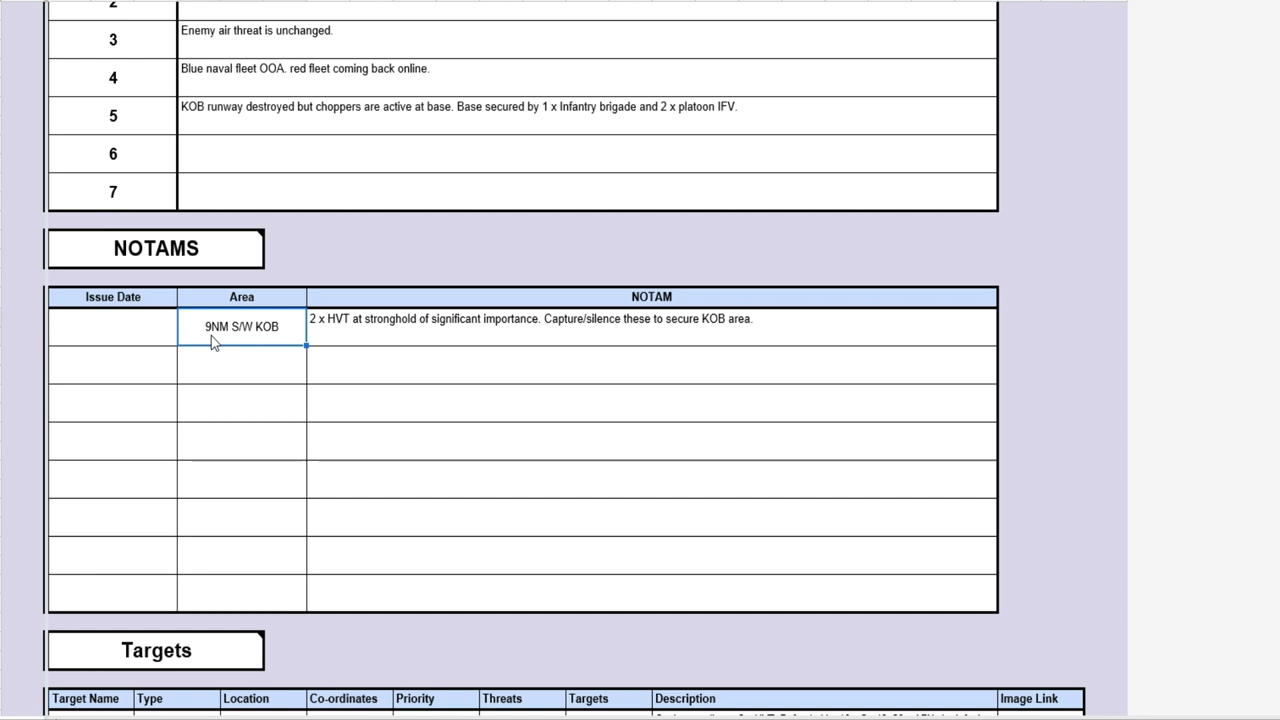 2
3
Enemy air threat is unchanged.
4
Blue naval fleet OOA. red fleet coming back online.
5
KOB runway destroyed but choppers are active at base. Base secured by 1 x Infantry brigade and 2 x platoon IFV.
6
7
NOTAMS
Issue Date Area NOTAM
9NM S/W KOB 2 x HVT at stronghold of significant importance. Capture/silence these to secure KOB area.
Targets
Target Name Type Location Co-ordinates Priority Threats Targets Description Image Link